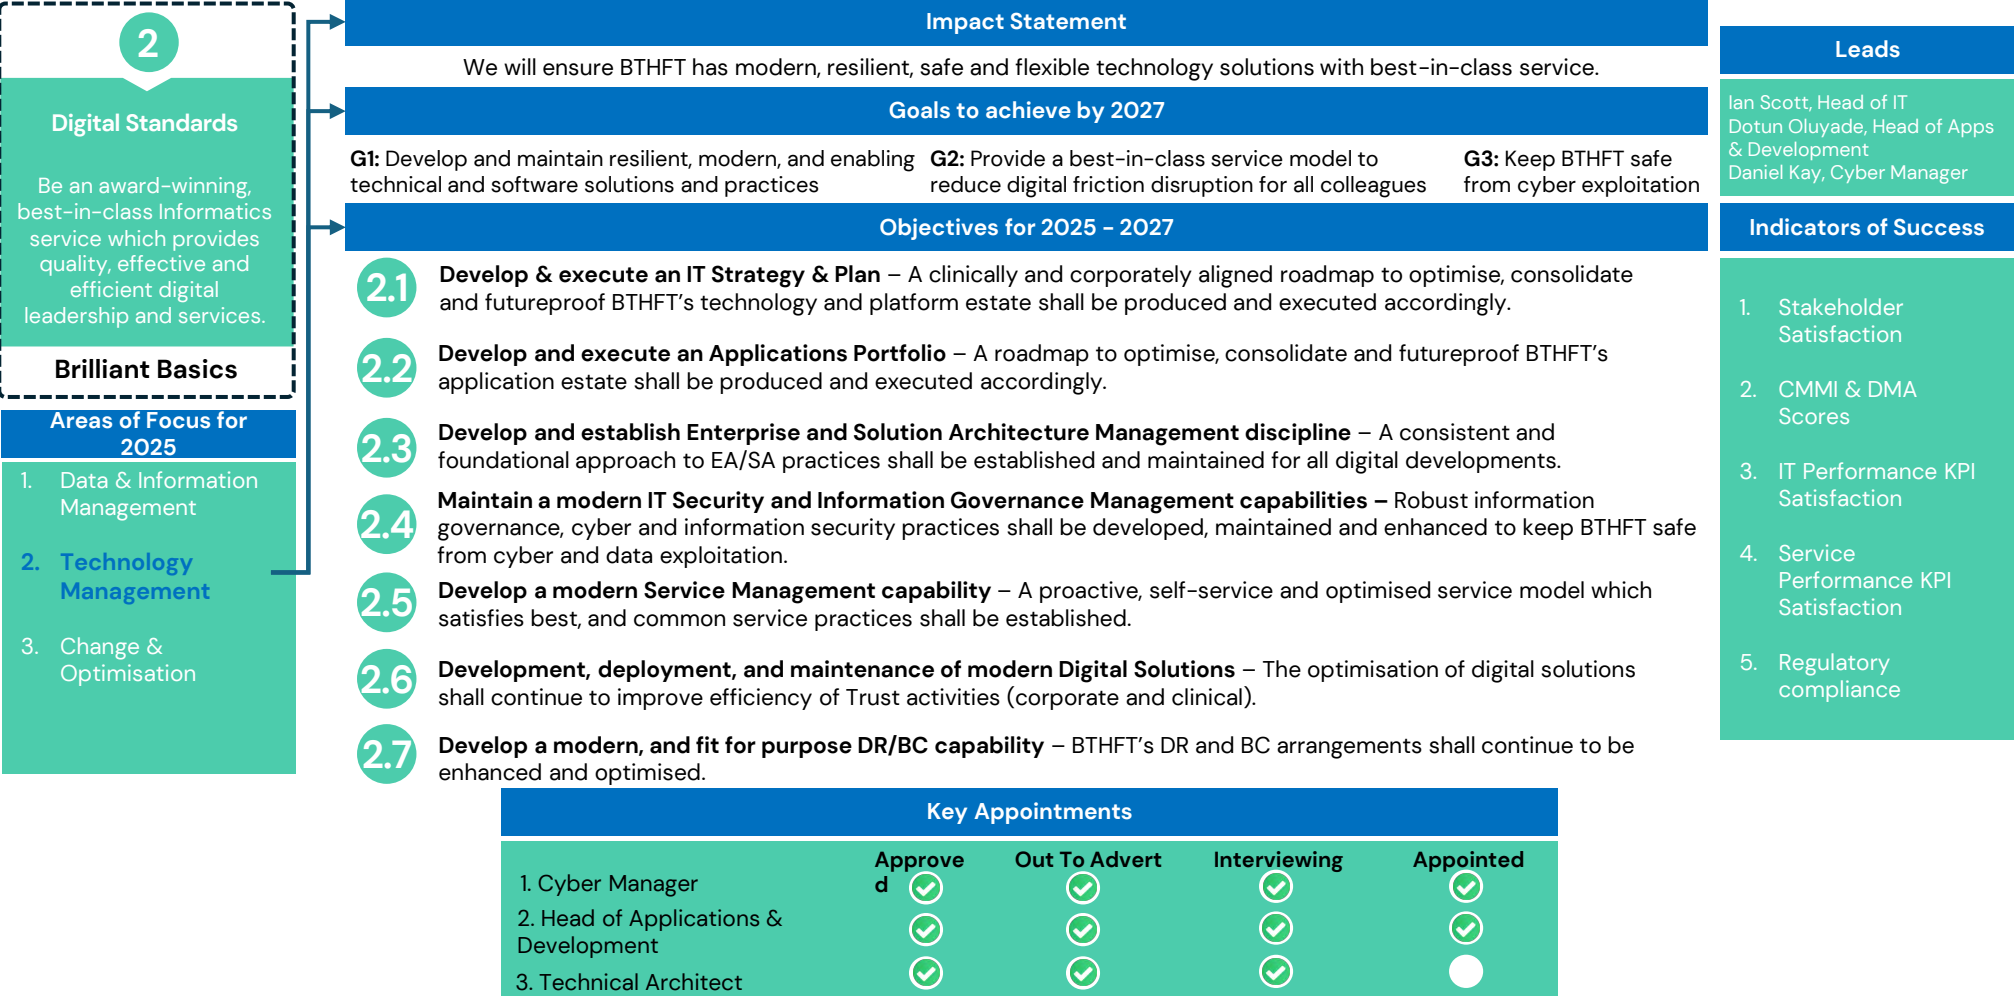 2
Digital Standards
Be an award-winning,
best-in-class Informatics
service which provides
quality, effective and
efficient digital
leadership and services.
Brilliant Basics
Areas of Focus for
2025
1. Data & Information
Management
2. Technology
Management
3. Change &
Optimisation
Impact Statement
We will ensure BTHFT has modern, resilient, safe and flexible technology solutions with best-in-class service.
Goals to achieve by 2027
G1: Develop and maintain resilient, modern, and enabling
technical and software solutions and practices
G2: Provide a best-in-class service model to
reduce digital friction disruption for all colleagues
G3: Keep BTHFT safe
from cyber exploitation
Objectives for 2025 - 2027
2.1
Develop & execute an IT Strategy & Plan – A clinically and corporately aligned roadmap to optimise, consolidate
and futureproof BTHFT's technology and platform estate shall be produced and executed accordingly.
2.2
Develop and execute an Applications Portfolio – A roadmap to optimise, consolidate and futureproof BTHFT's
application estate shall be produced and executed accordingly.
2.3
Develop and establish Enterprise and Solution Architecture Management discipline – A consistent and
foundational approach to EA/SA practices shall be established and maintained for all digital developments.
2.4
Maintain a modern IT Security and Information Governance Management capabilities – Robust information
governance, cyber and information security practices shall be developed, maintained and enhanced to keep BTHFT safe
from cyber and data exploitation.
2.5
Develop a modern Service Management capability – A proactive, self-service and optimised service model which
satisfies best, and common service practices shall be established.
2.6
Development, deployment, and maintenance of modern Digital Solutions – The optimisation of digital solutions
shall continue to improve efficiency of Trust activities (corporate and clinical).
2.7
Develop a modern, and fit for purpose DR/BC capability – BTHFT's DR and BC arrangements shall continue to be
enhanced and optimised.
Leads
Ian Scott, Head of IT
Dotun Oluyade, Head of Apps
& Development
Daniel Kay, Cyber Manager
Indicators of Success
1. Stakeholder
Satisfaction
2. CMMI & DMA
Scores
3. IT Performance KPI
Satisfaction
4. Service
Performance KPI
Satisfaction
5. Regulatory
compliance
Key Appointments
Approve
d
Out To Advert
Interviewing
Appointed
1. Cyber Manager
2. Head of Applications &
Development
3. Technical Architect